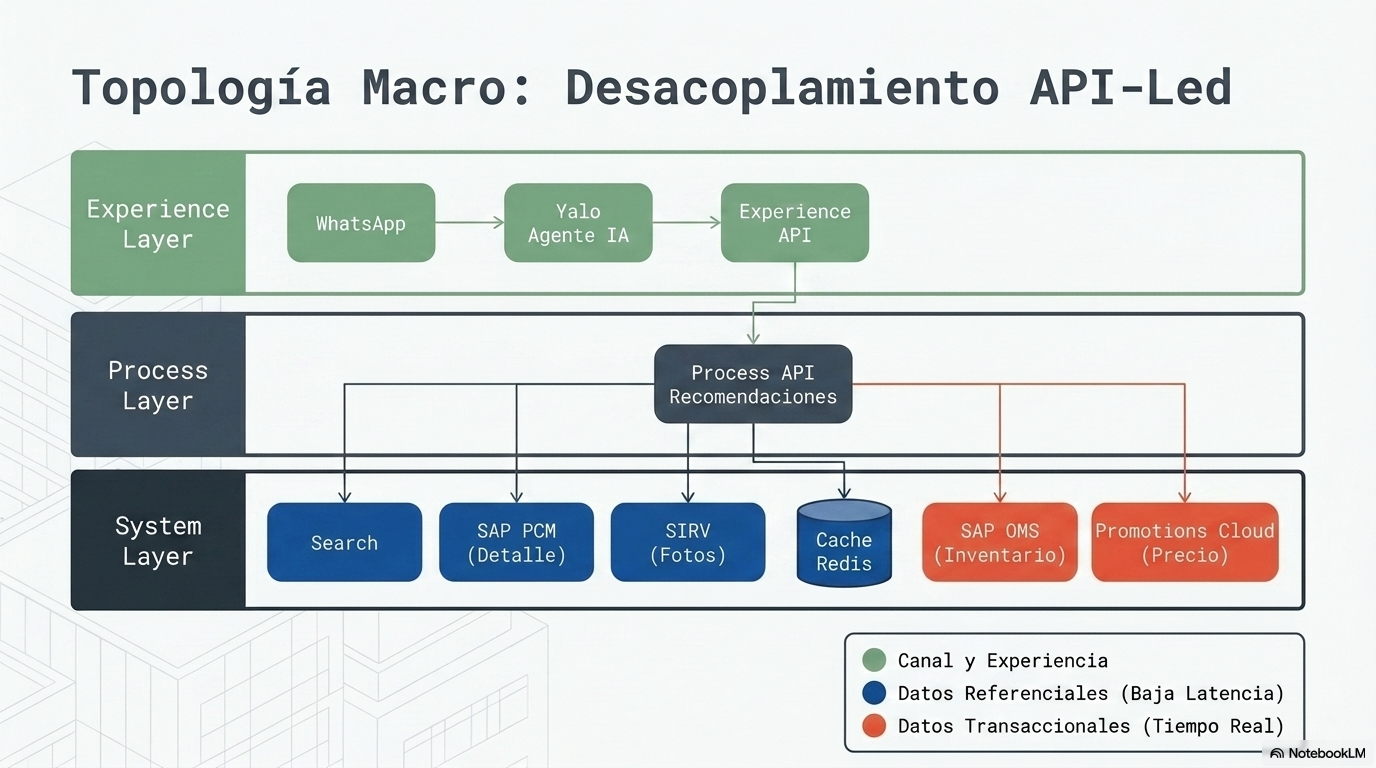 Topología Macro: Desacoplamiento API-Led
Experience
Layer
WhatsApp
Yalo
Agente IA
Experience
API
Process
Layer
Process API
Recomendaciones
System
Layer
Search
SAP PCM
(Detalle)
SIRV
(Fotos)
Cache
Redis
SAP OMS
(Inventario)
Promotions Cloud
(Precio)
Canal y Experiencia
Datos Referenciales (Baja Latencia)
Datos Transaccionales (Tiempo Real)
NotebookLM